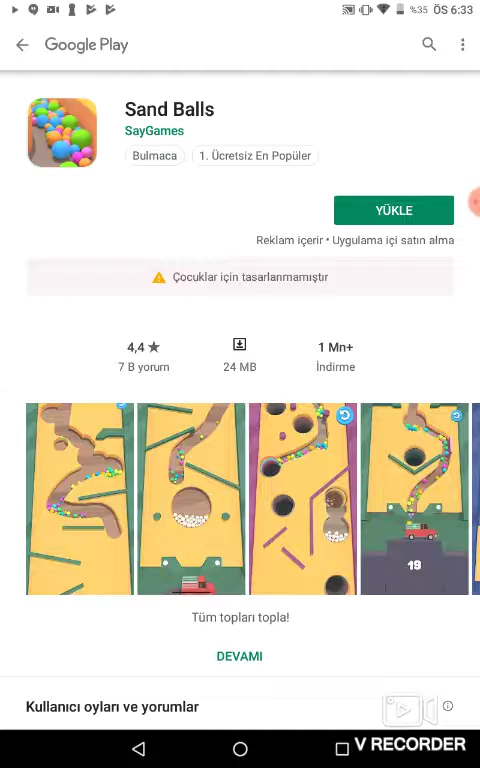 %35 ÖS 6:33
Google Play
Sand Balls
SayGames
Bulmaca
1. Ücretsiz En Popüler
YÜKLE
Reklam içerir • Uygulama içi satın alma
Çocuklar için tasarlanmamıştır
4,4 ★
24 MB
1 Mn+
7 B yorum
İndirme
19
Tüm topları topla!
DEVAMI
Kullanıcı oyları ve yorumlar
V RECORDER